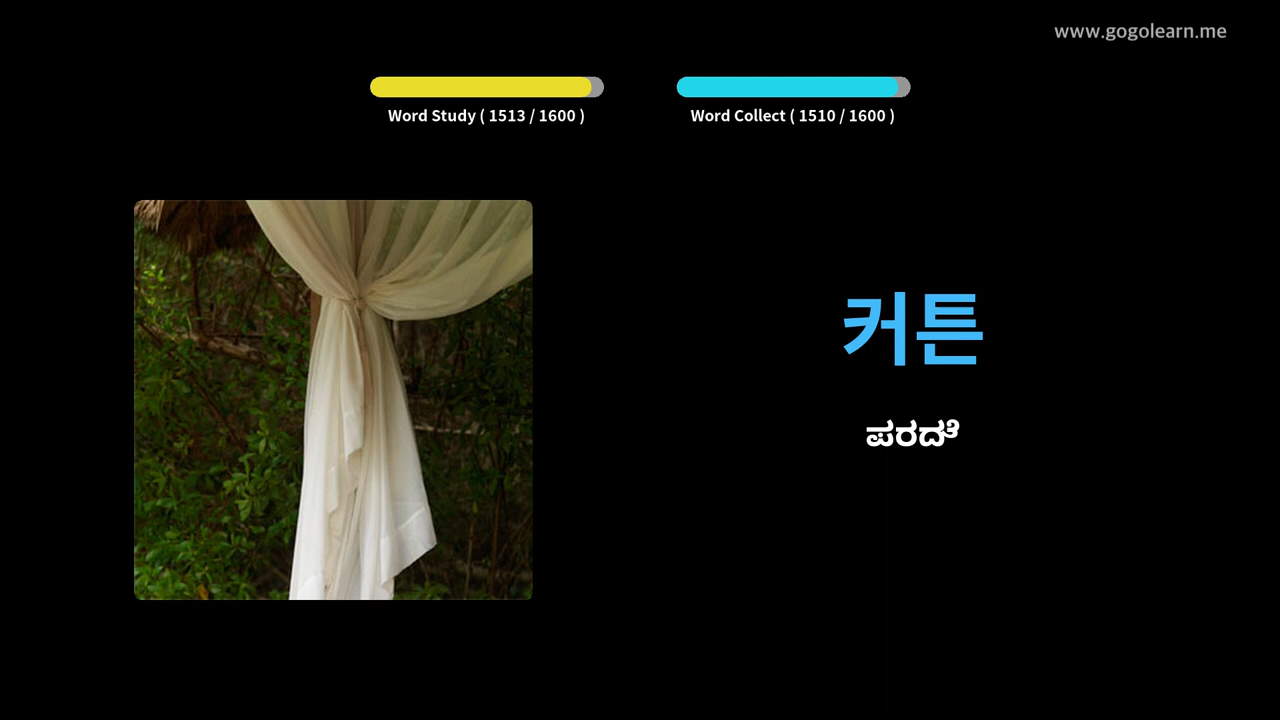 www.gogolearn.me
Word Study ( 1513 / 1600 )
Word Collect ( 1510 / 1600 )
커튼
ಪರದೆ